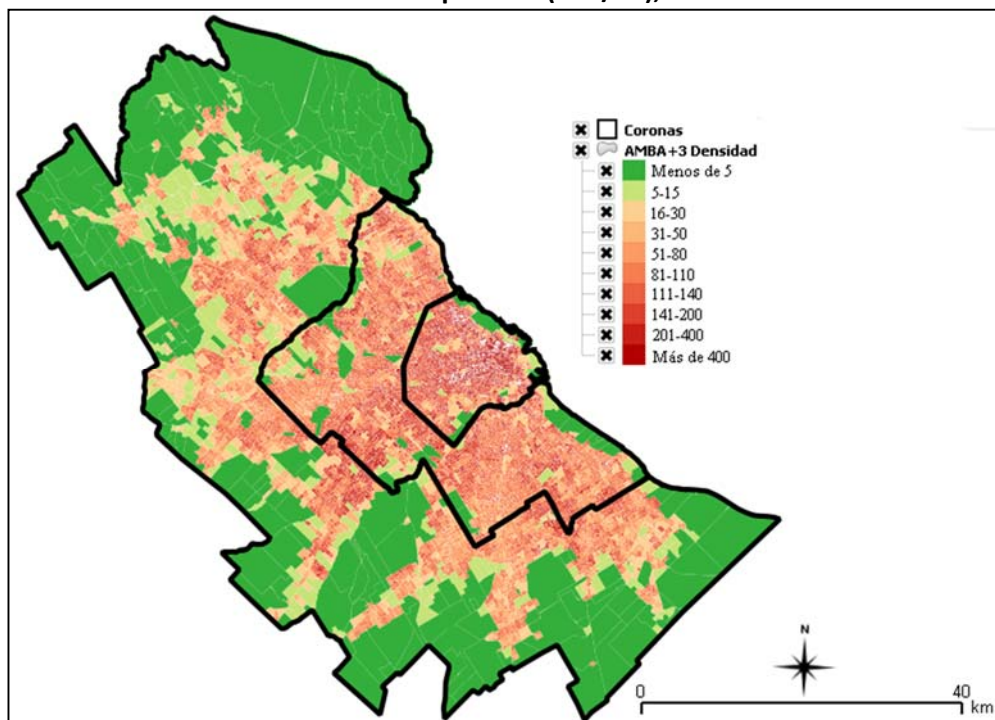 Coronas
AMBA+3 Densidad
Menos de 5
5-15
16-30
31-50
51-80
81-110
111-140
141-200
201-400
Más de 400
N
0 40
km